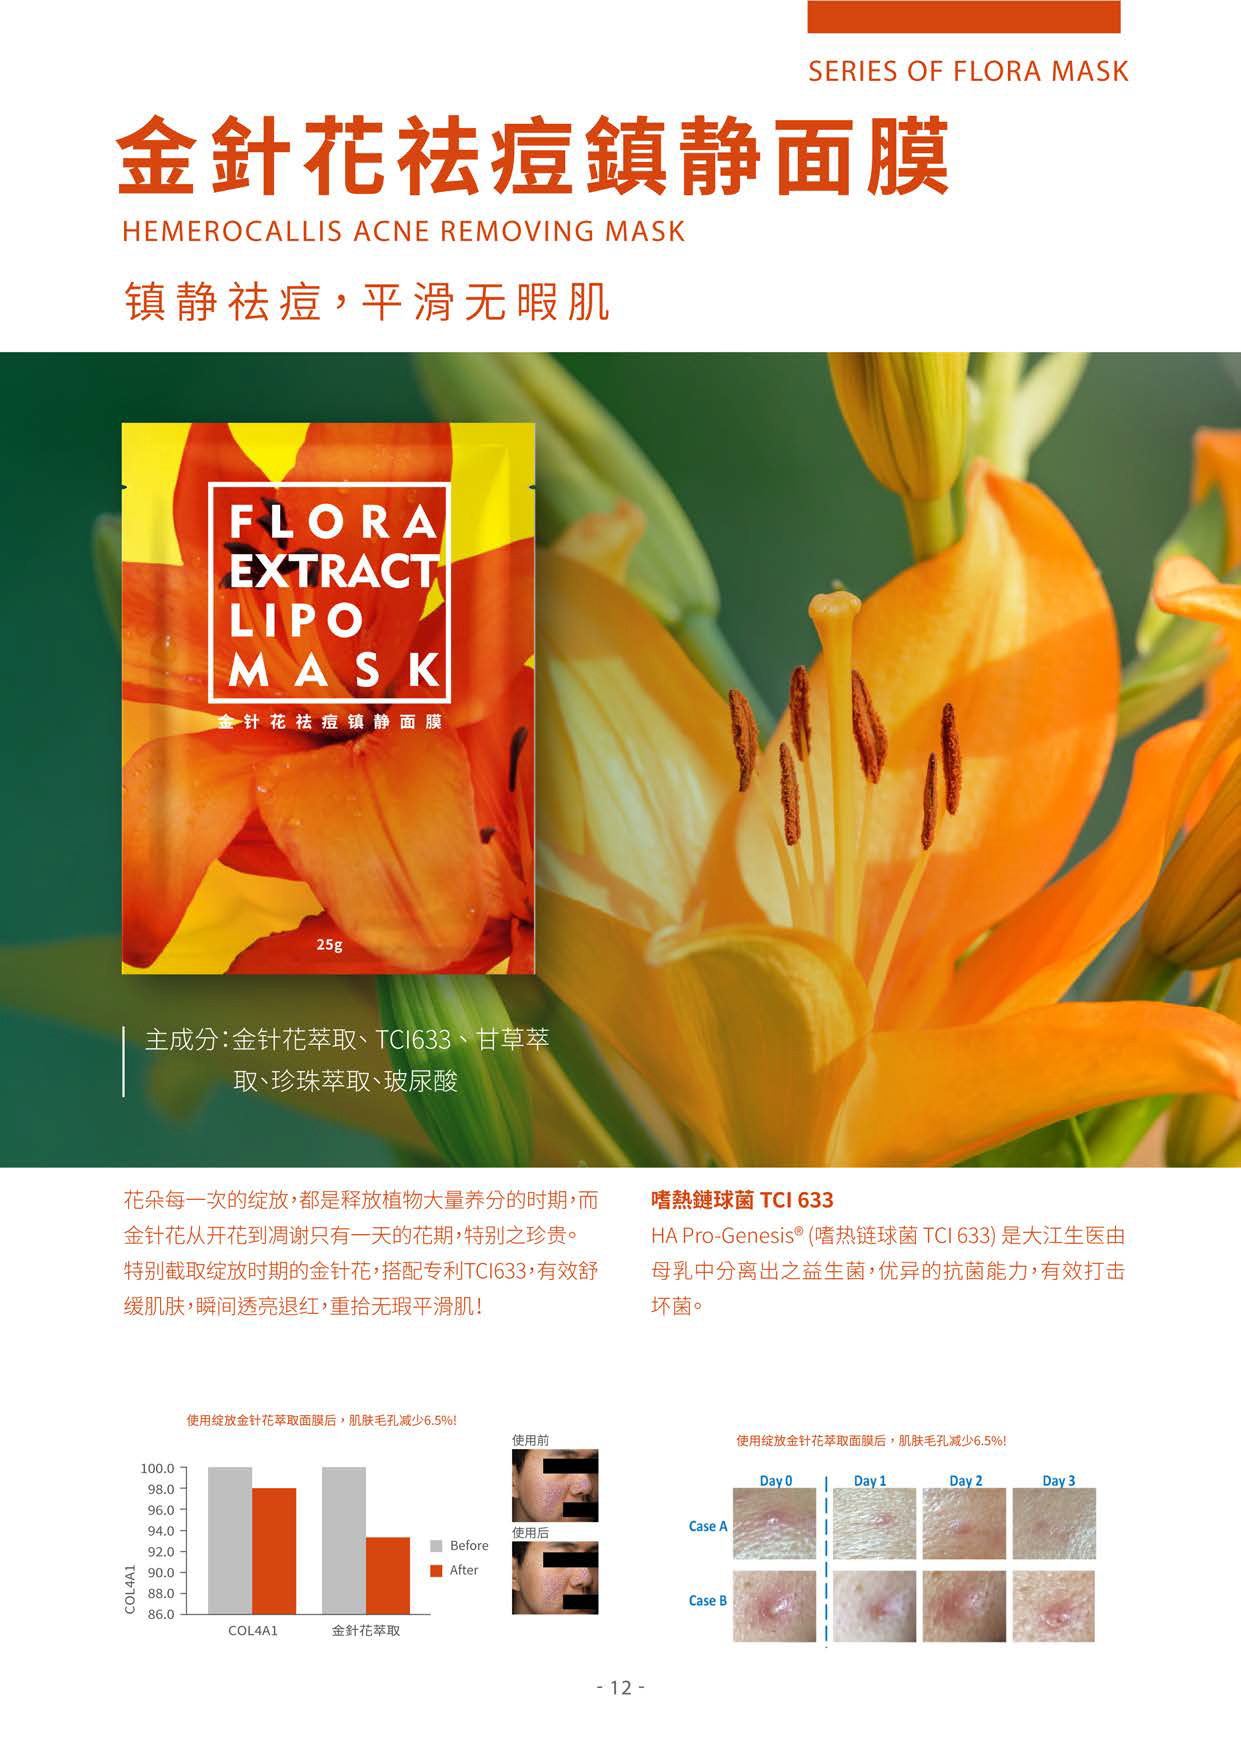 SERIES OF FLORA MASK
金針花祛痘鎮静面膜
HEMEROCALLIS ACNE REMOVING MASK
镇静祛痘，平滑无暇肌
FLORA
EXTRACT
LIPO
MASK
金针花祛痘镇静面膜
25g
主成分：金针花萃取、TCI633、甘草萃
取、珍珠萃取、玻尿酸
花朵每一次的绽放，都是释放植物大量养分的时期，而
金针花从开花到凋谢只有一天的花期，特别之珍贵。
特别截取绽放时期的金针花，搭配专利TCI633，有效舒
缓肌肤，瞬间透亮退红，重拾无瑕平滑肌！
嗜熱鏈球菌 TCI 633
HA Pro-Genesis® (嗜热链球菌 TCI 633) 是大江生医由
母乳中分离出之益生菌，优异的抗菌能力，有效打击
坏菌。
使用绽放金针花萃取面膜后，肌肤毛孔减少6.5%!
COL4A1
100.0
98.0
96.0
94.0
92.0
90.0
88.0
86.0
COL4A1
金針花萃取
Before
After
使用前
使用后
使用绽放金针花萃取面膜后，肌肤毛孔减少6.5%!
Day 0
Day 1
Day 2
Day 3
Case A
Case B
- 12 -